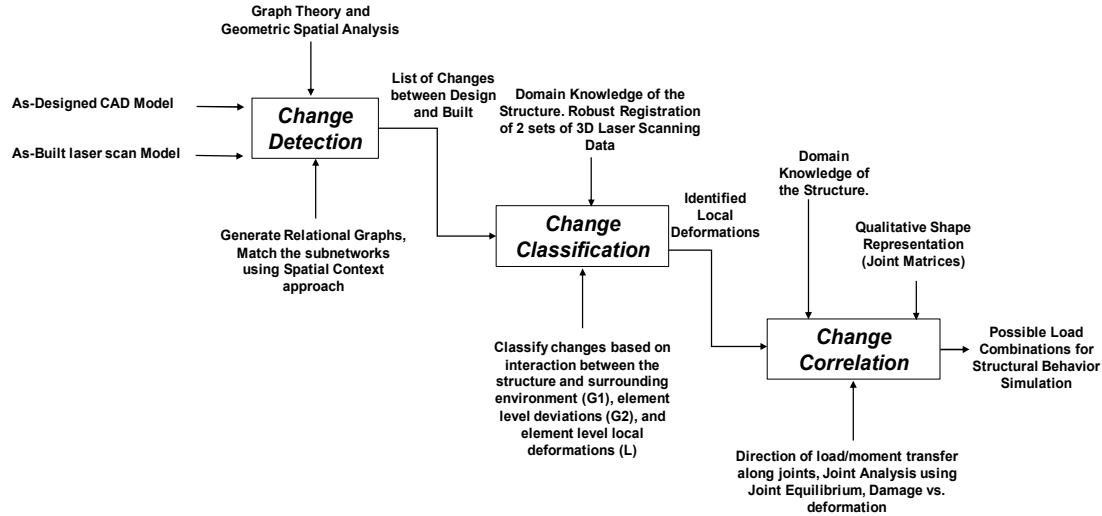 Graph Theory and
Geometric Spatial Analysis
As-Designed CAD Model
As-Built laser scan Model
Change
Detection
List of Changes
between Design
and Built
Generate Relational Graphs,
Match the subnetworks
using Spatial Context
approach
Domain Knowledge of the
Structure. Robust Registration
of 2 sets of 3D Laser Scanning
Data
Change
Classification
Identified
Local
Deformations
Classify changes based on
interaction between the
structure and surrounding
environment (G1), element
level deviations (G2), and
element level local
deformations (L)
Domain
Knowledge of
the Structure.
Qualitative Shape
Representation
(Joint Matrices)
Change
Correlation
Possible Load
Combinations for
Structural Behavior
Simulation
Direction of load/moment transfer
along joints, Joint Analysis using
Joint Equilibrium, Damage vs.
deformation